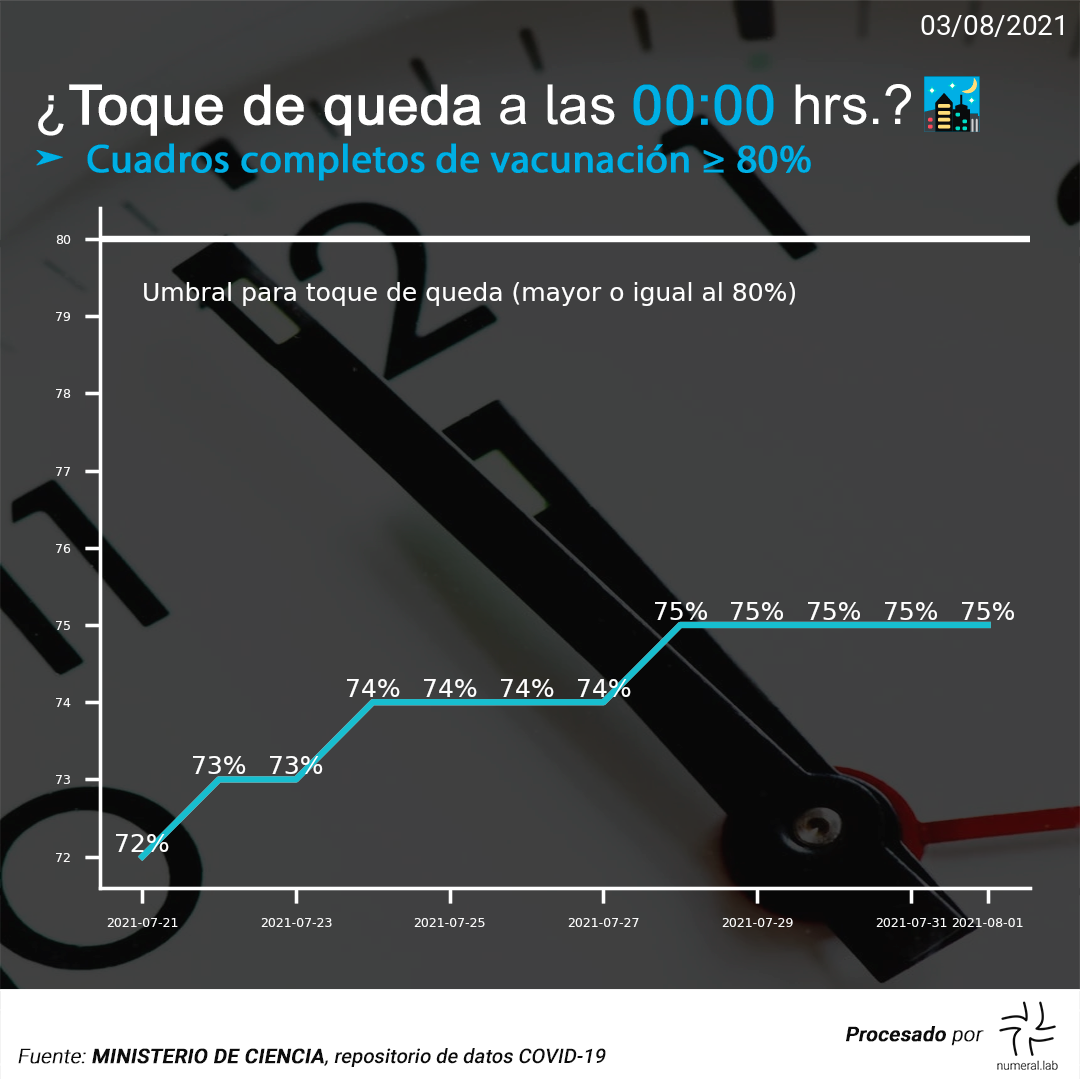 03/08/2021
¿Toque de queda a las 00:00 hrs.?
➤ Cuadros completos de vacunación ≥ 80%
80
Umbral para toque de queda (mayor o igual al 80%)
79
78
77
76
75
75% 75% 75% 75% 75%
74
74% 74% 74% 74%
73
73% 73%
72
72%
2021-07-21 2021-07-23 2021-07-25 2021-07-27 2021-07-29 2021-07-31 2021-08-01
2
1
11
0
Procesado por
numeral.lab
Fuente: MINISTERIO DE CIENCIA, repositorio de datos COVID-19